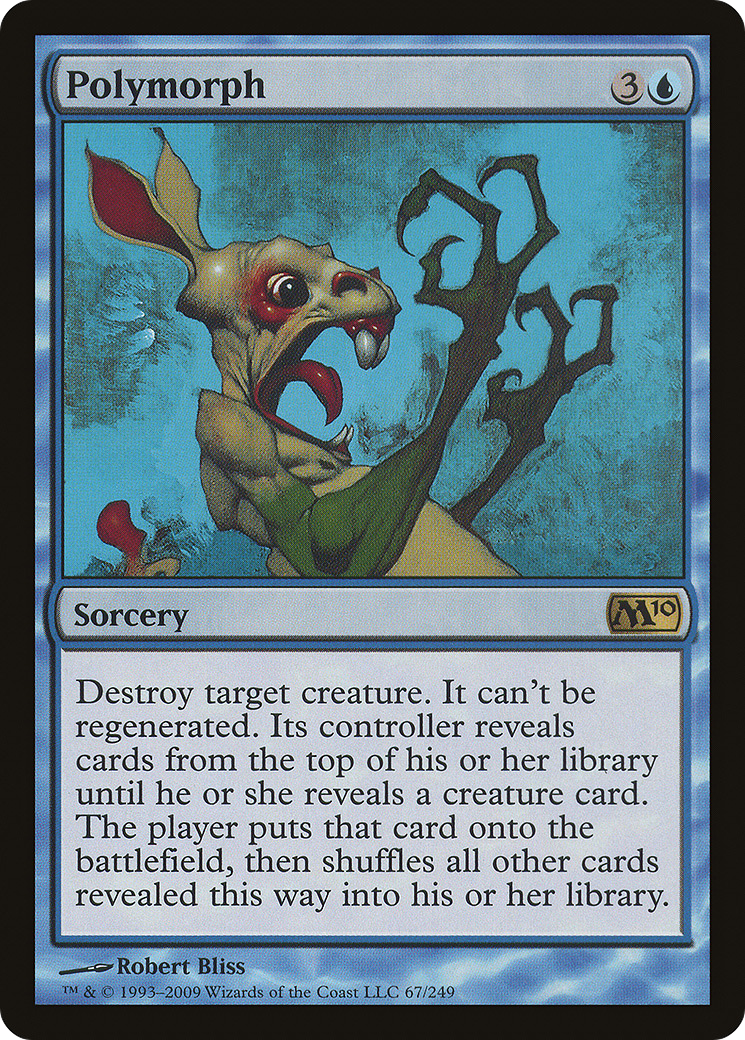 Polymorph
3
Sorcery
M10
Destroy target creature. It can't be
regenerated. Its controller reveals
cards from the top of his or her library
until he or she reveals a creature card.
The player puts that card onto the
battlefield, then shuffles all other cards
revealed this way into his or her library.
Robert Bliss
™ & © 1993–2009 Wizards of the Coast LLC 67/249